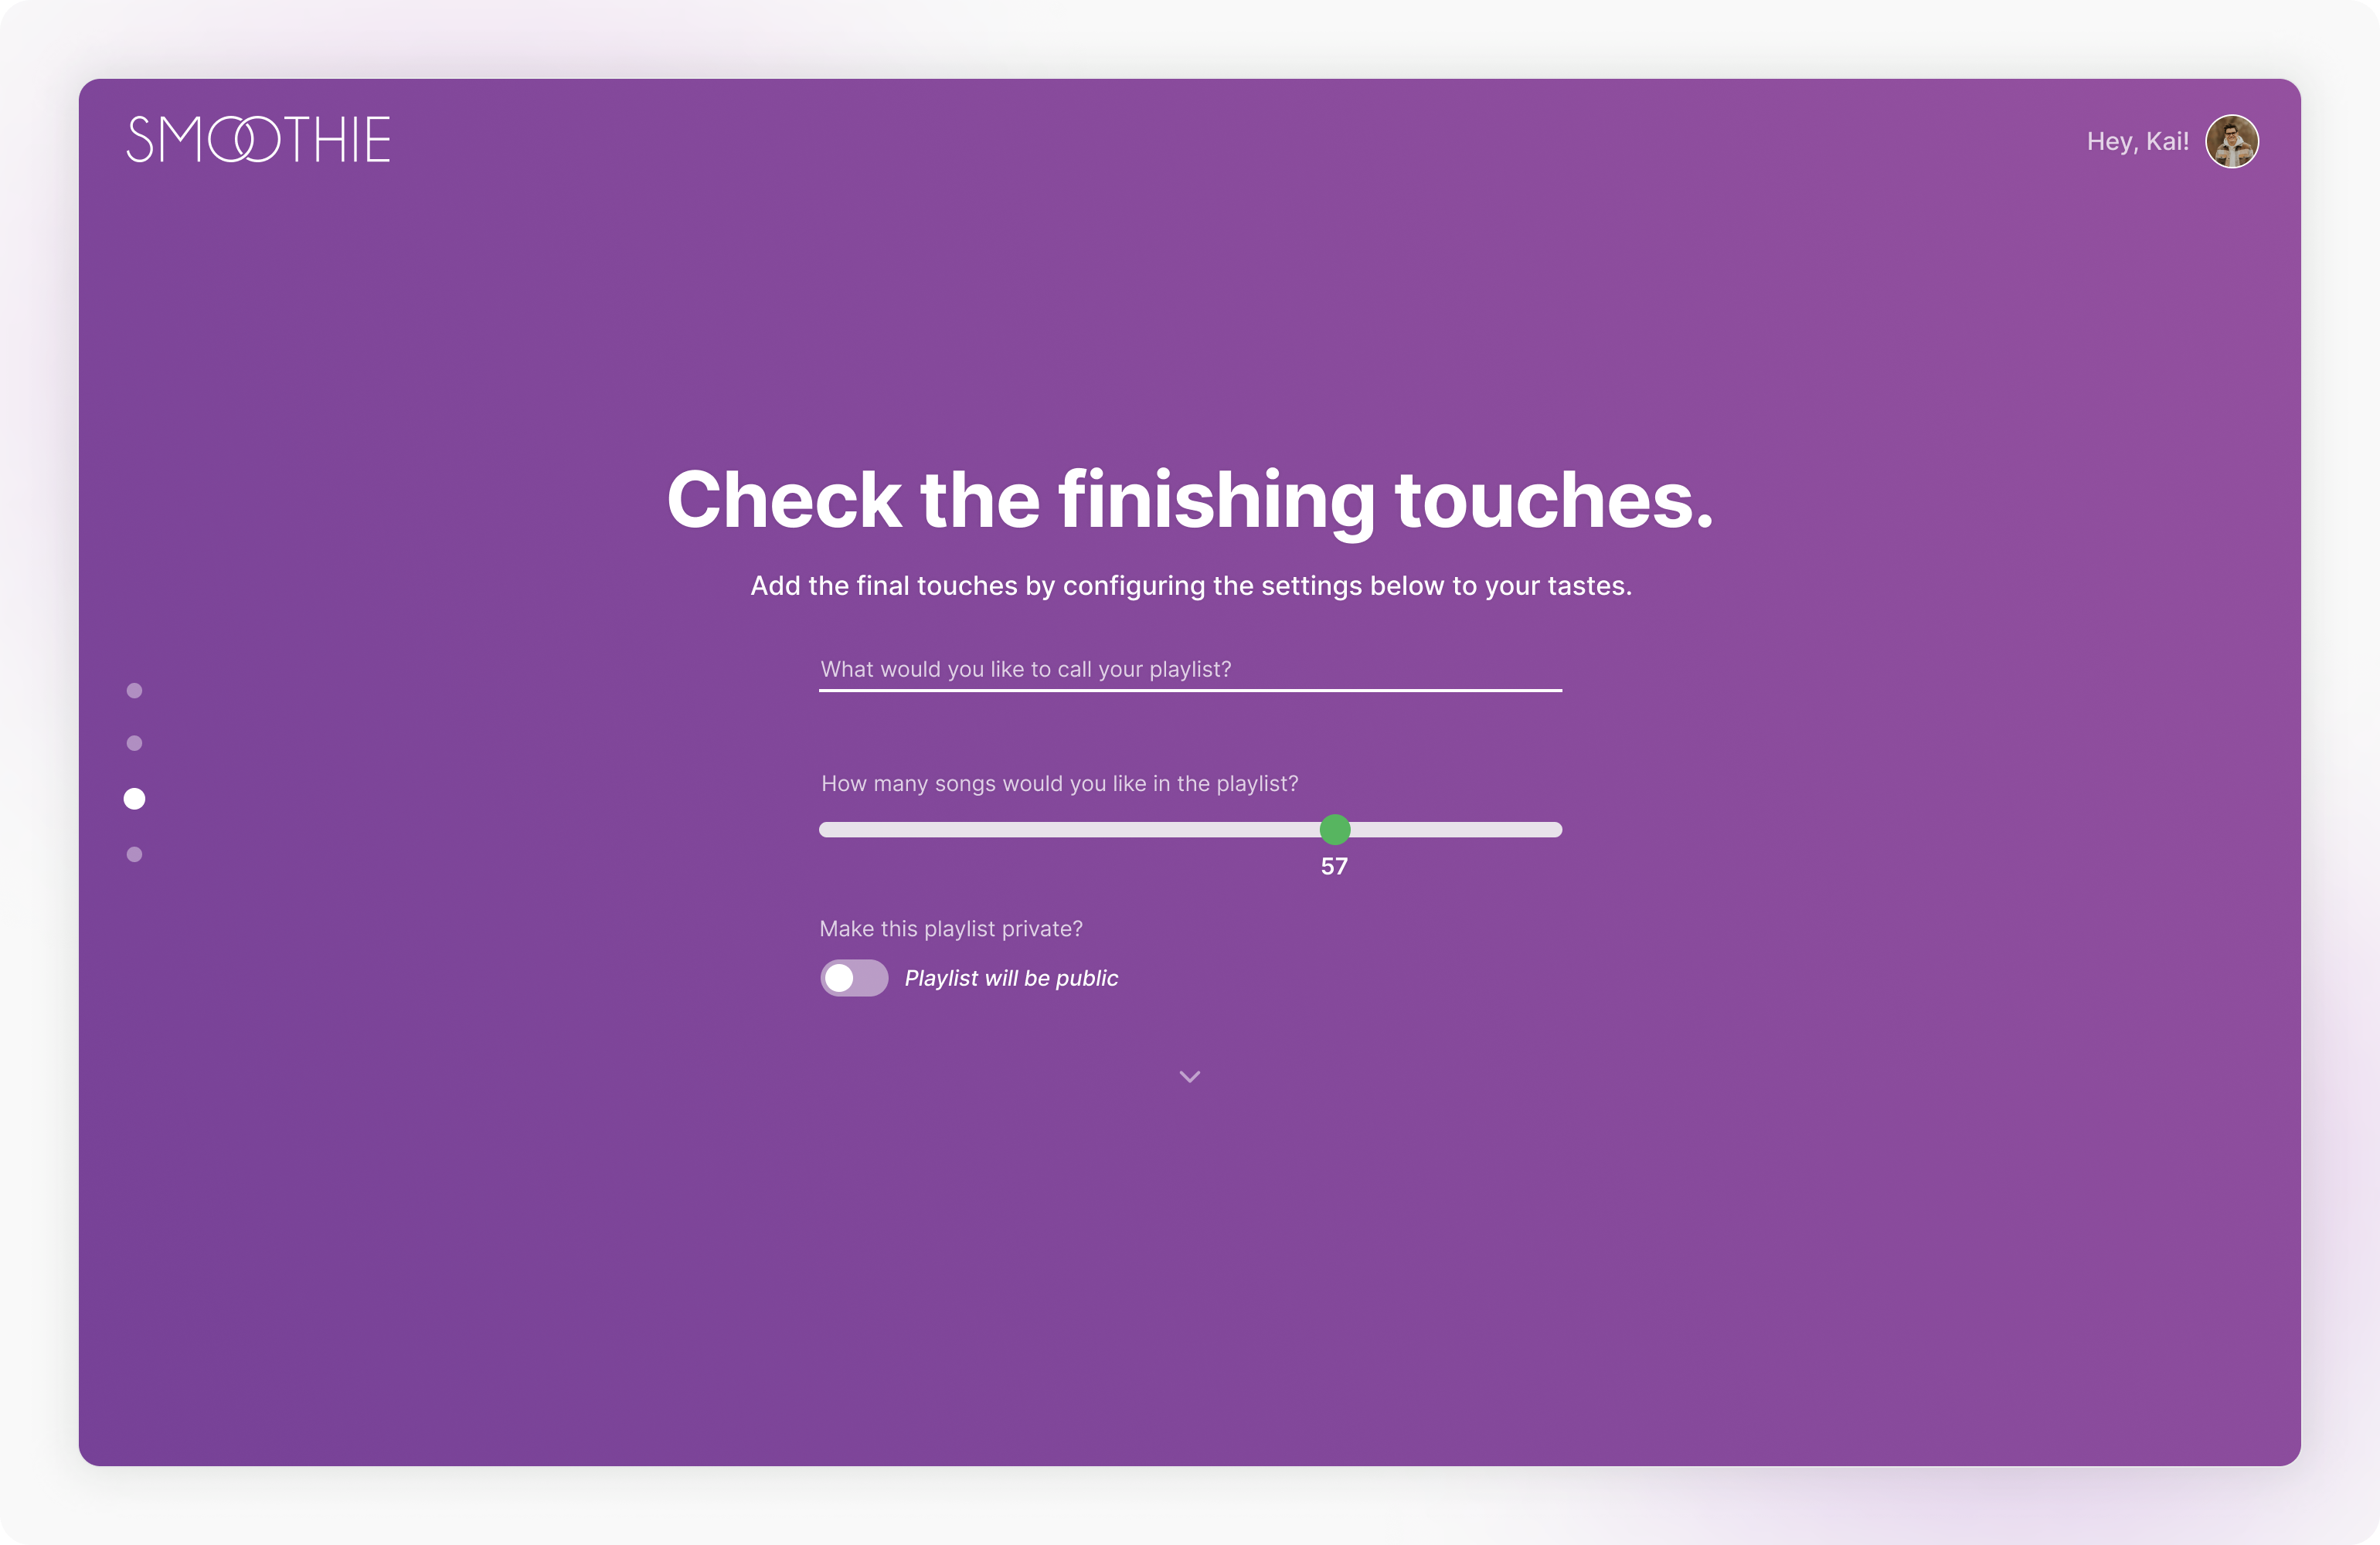 SMOOTHIE
Hey, Kai!
Check the finishing touches.
Add the final touches by configuring the settings below to your tastes.
What would you like to call your playlist?
How many songs would you like in the playlist?
57
Make this playlist private?
Playlist will be public